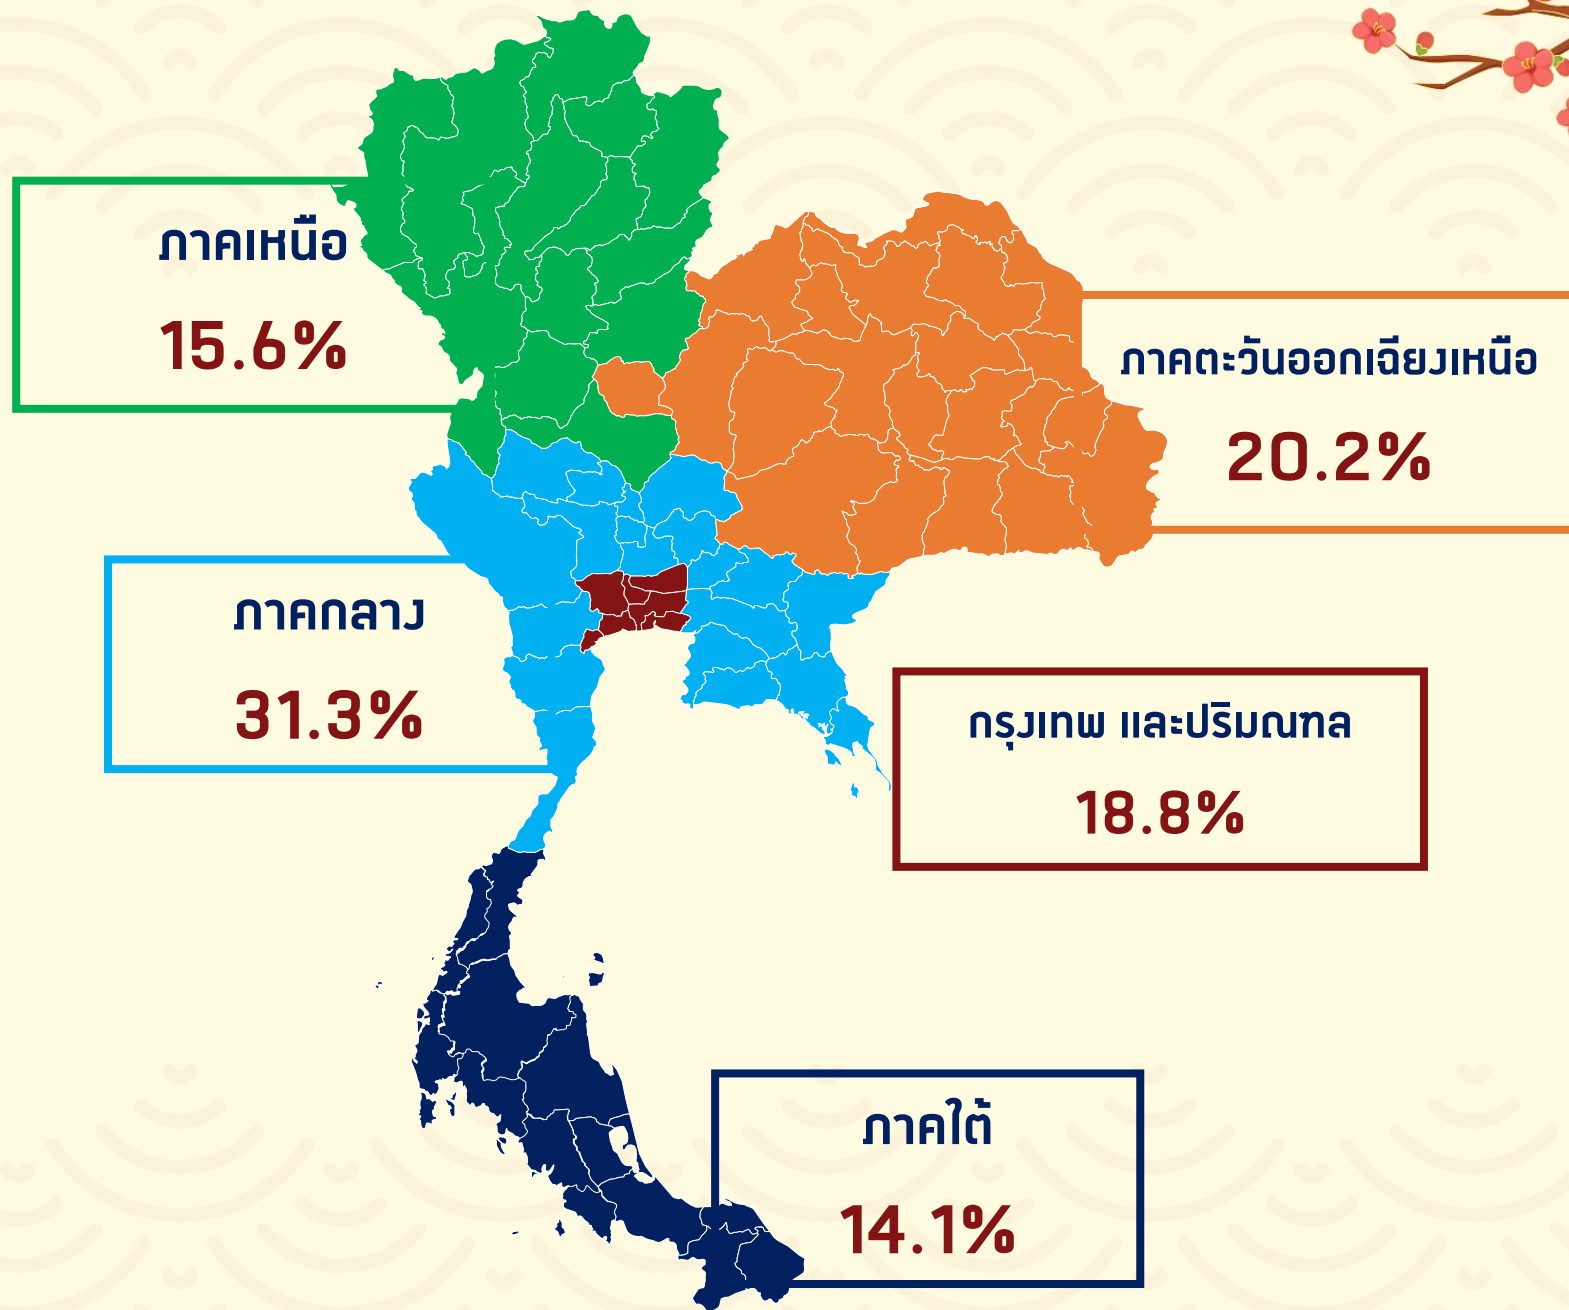 ภาคเหนือ
15.6%
ภาคตะวันออกเฉียงเหนือ
20.2%
ภาคกลาง
31.3%
กรุงเทพ และปริมณฑล
18.8%
ภาคใต้
14.1%